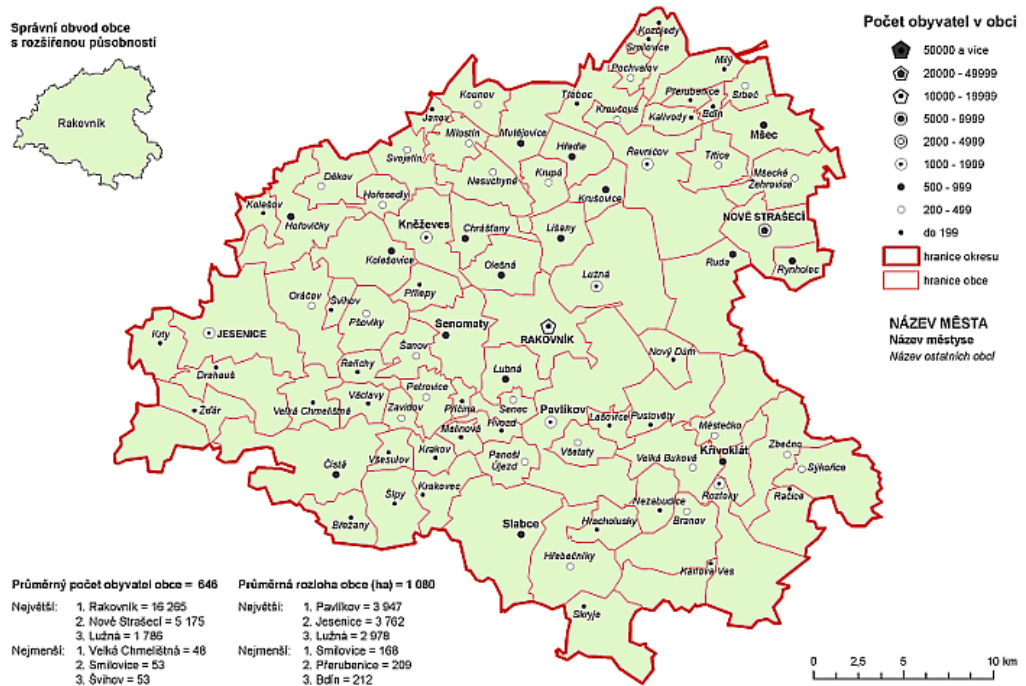 Správní obvod obce
s rozšířenou působností
Rakovník
Počet obyvatel v obci
50000 a více
20000 - 49999
10000 - 19999
5000 - 9999
2000 - 4999
1000 - 1999
500 - 999
200 - 499
do 199
hranice okresu
hranice obce
NÁZEV MĚSTA
Název městyse
Název ostatních obcí
Kozojedy
Smilovice
Pochvalov
Milý
Srbeč
Přerubenice
Bdín
Kalivody
Kroučová
Třeboc
Kounov
Janov
Milostín
Mutějovice
Mšec
Hředle
Řevničov
Třtice
Mšecké
Žehrovice
Svojetín
Nesuchyně
Krupá
Krušovice
Děkov
Hořesedly
Kolešov
Hořovičky
Kněževes
Chrášťany
Lišany
NOVÉ STRAŠECÍ
Kolešovice
Olešná
Lužná
Ruda
Rynholec
Přílepy
Oráčov
Švihov
Pšovlky
Senomaty
RAKOVNÍK
Kryty
JESENICE
Šanov
Nový Dům
Drahouš
Řeřichy
Lubná
Petrovice
Žďár
Velká Chmelištná
Václavy
Zavidov
Příčina
Senec
Pavlíkov
Lašovice
Pustověty
Malinová
Hvozd
Městečko
Všesulov
Krakov
Panoší
Újezd
Všetaty
Velká Buková
Křivoklát
Zbečno
Sýkořice
Čistá
Šípy
Krakovec
Nezabudice
Roztoky
Račice
Břežany
Slabce
Hracholusky
Branov
Hřebečníky
Karlova Ves
Skryje
Průměrný počet obyvatel obce = 646
Největší: 1. Rakovník = 16 265
2. Nové Strašecí = 5 175
3. Lužná = 1 786
Nejmenší: 1. Velká Chmelištná = 48
2. Smilovice = 53
3. Švihov = 53
Průměrná rozloha obce (ha) = 1 080
Největší: 1. Pavlíkov = 3 947
2. Jesenice = 3 762
3. Lužná = 2 978
Nejmenší: 1. Smilovice = 168
2. Přerubenice = 209
3. Bdín = 212
0 2,5 5 10 km